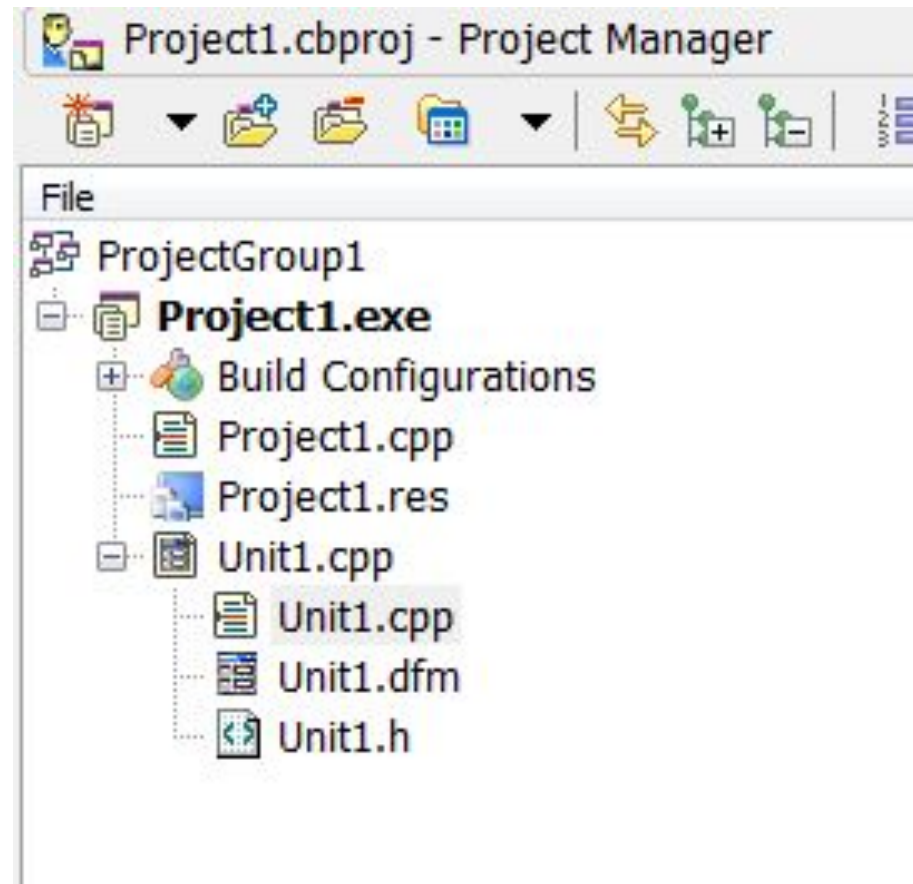 Project1.cbproj - Project Manager
File
ProjectGroup1
Project1.exe
Build Configurations
Project1.cpp
Project1.res
Unit1.cpp
Unit1.cpp
Unit1.dfm
Unit1.h